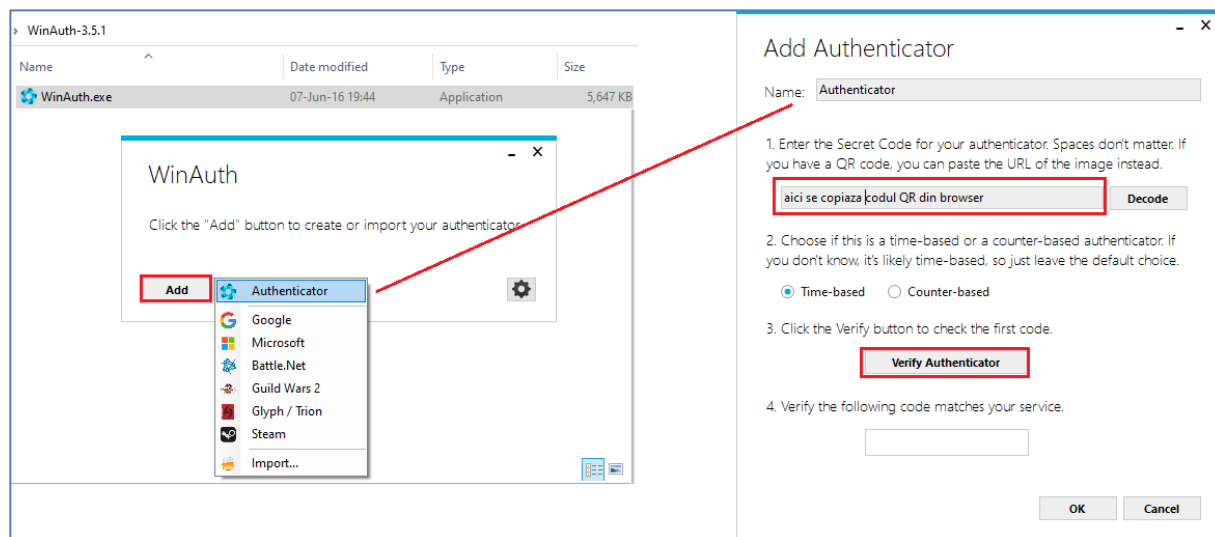 › WinAuth-3.5.1
Name Date modified Type Size
WinAuth.exe 07-Jun-16 19:44 Application 5,647 KB
WinAuth
Click the "Add" button to create or import your authenticator
Add
Authenticator
Google
Microsoft
Battle.Net
Guild Wars 2
Glyph / Trion
Steam
Import...
Add Authenticator
Name: Authenticator
1. Enter the Secret Code for your authenticator. Spaces don't matter. If
you have a QR code, you can paste the URL of the image instead.
aici se copiaza codul QR din browser Decode
2. Choose if this is a time-based or a counter-based authenticator. If
you don't know, it's likely time-based, so just leave the default choice.
Time-based Counter-based
3. Click the Verify button to check the first code.
Verify Authenticator
4. Verify the following code matches your service.
OK Cancel